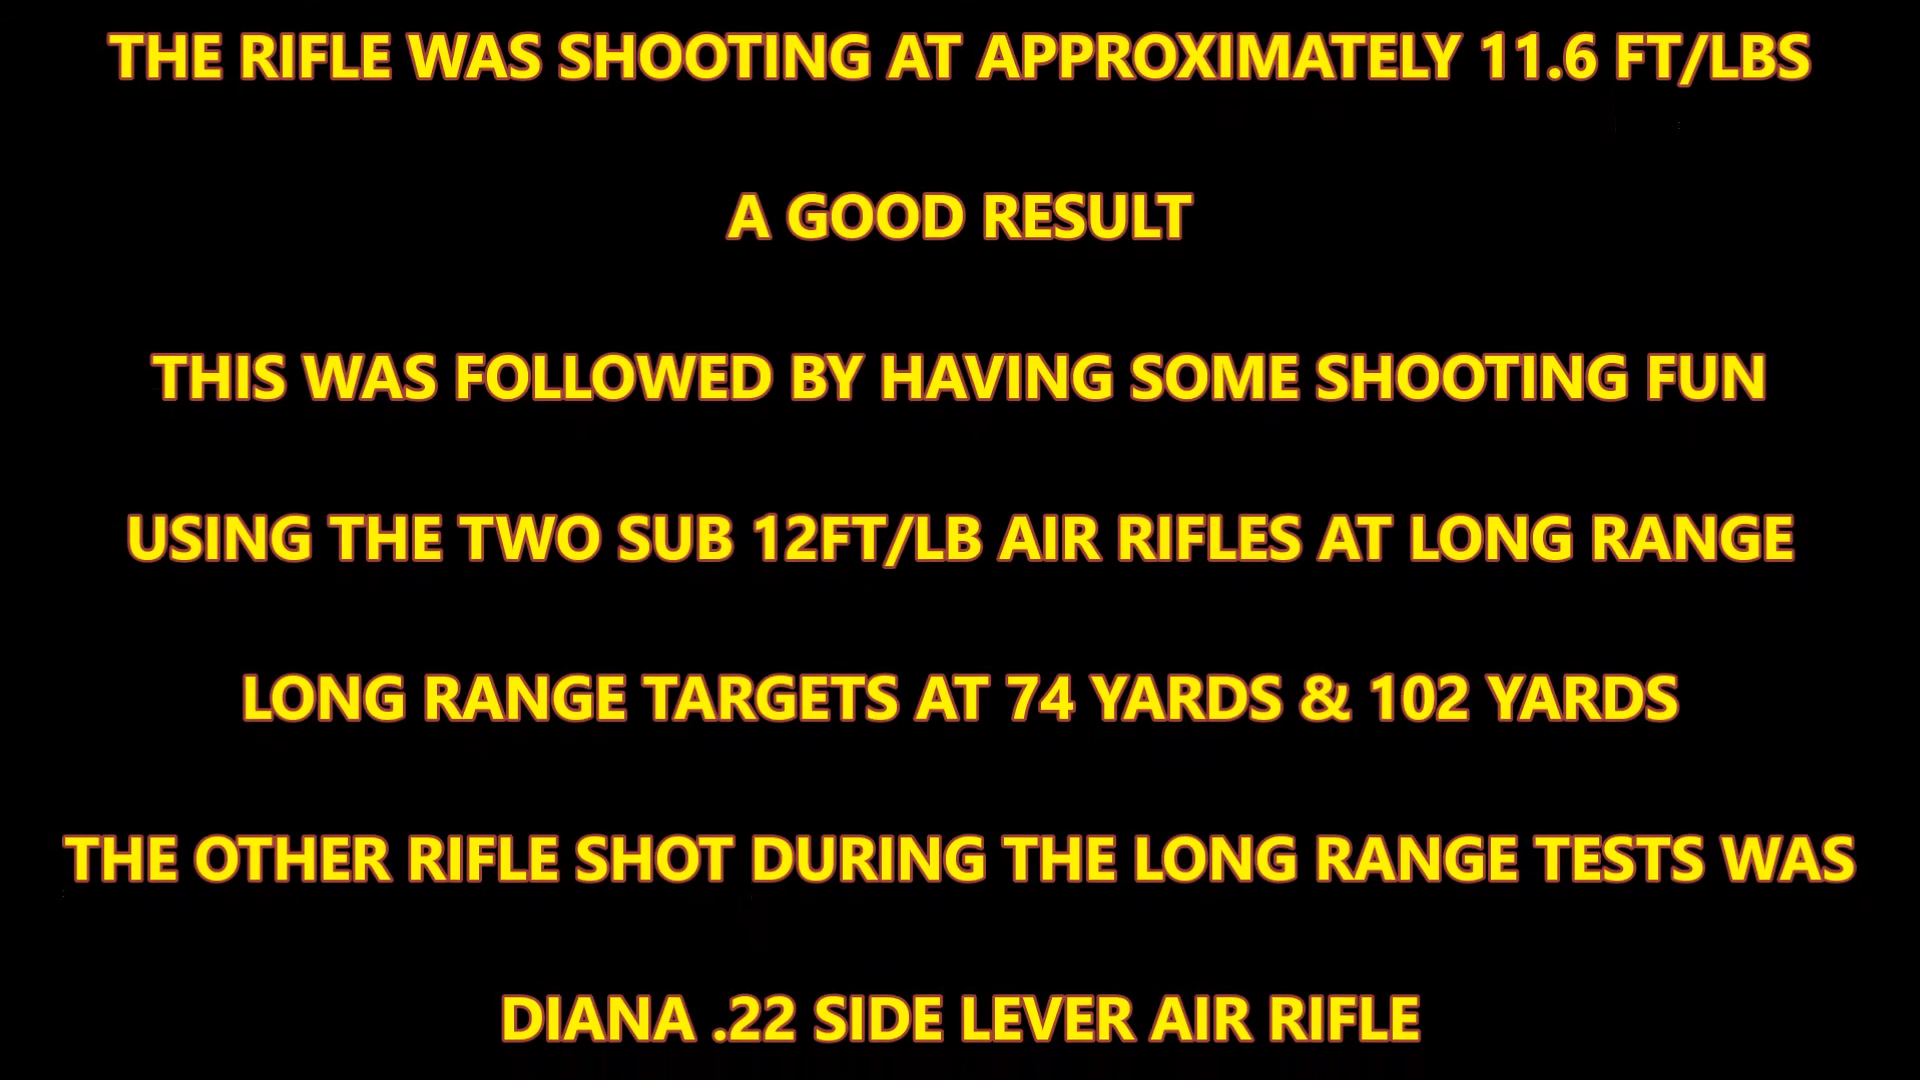 THE RIFLE WAS SHOOTING AT APPROXIMATELY 11.6 FT/LBS
A GOOD RESULT
THIS WAS FOLLOWED BY HAVING SOME SHOOTING FUN
USING THE TWO SUB 12FT/LB AIR RIFLES AT LONG RANGE
LONG RANGE TARGETS AT 74 YARDS & 102 YARDS
THE OTHER RIFLE SHOT DURING THE LONG RANGE TESTS WAS
DIANA .22 SIDE LEVER AIR RIFLE